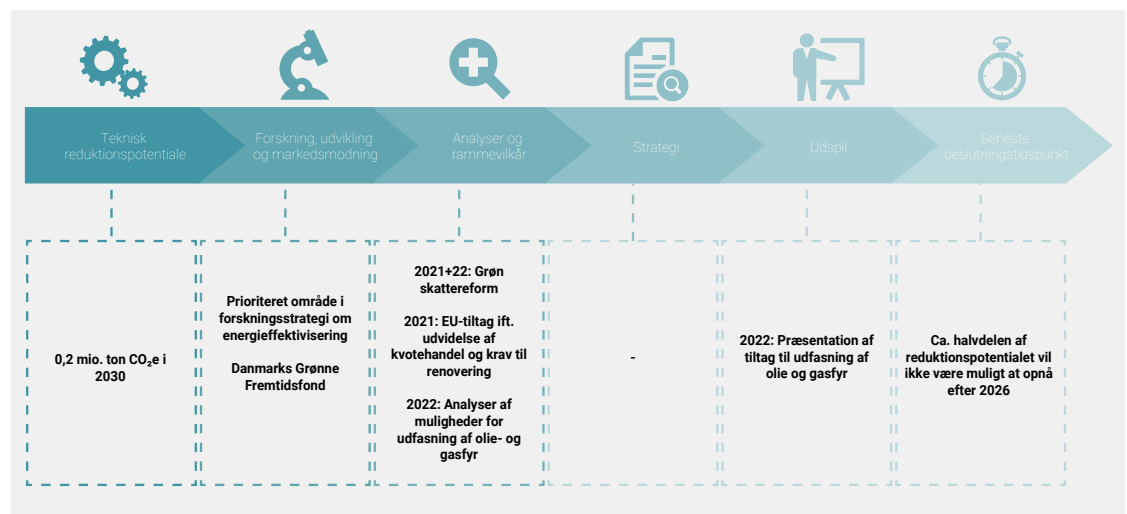 Teknisk
reduktionspotentiale
Forskning, udvikling
og markedsmodning
Analyser og
rammevilkår
Strategi
Udspil
Seneste
beslutningstidspunkt
0,2 mio. ton CO₂e i
2030
Prioriteret område i
forskningsstrategi om
energieffektivisering
Danmarks Grønne
Fremtidsfond
2021+22: Grøn
skattereform
2021: EU-tiltag ift.
udvidelse af
kvotehandel og krav til
renovering
2022: Analyser af
muligheder for
udfasning af olie- og
gasfyr
-
2022: Præsentation af
tiltag til udfasning af
olie og gasfyr
Ca. halvdelen af
reduktionspotentialet vil
ikke være muligt at opnå
efter 2026